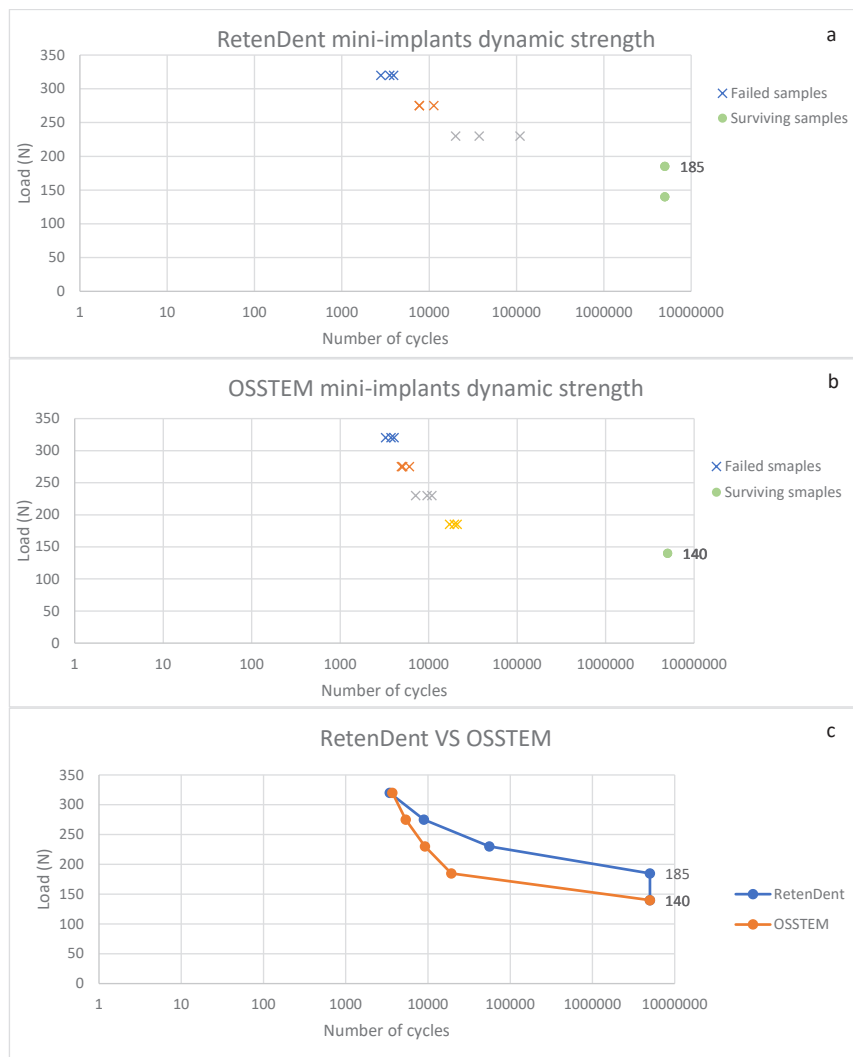 RetenDent mini-implants dynamic strength
a
350
300
250
200
150
100
50
0
Load (N)
185
1 10 100 1000 10000 100000 1000000 10000000
Number of cycles
Failed samples
Surviving samples
OSSTEM mini-implants dynamic strength
b
350
300
250
200
150
100
50
0
Load (N)
140
1 10 100 1000 10000 100000 1000000 10000000
Number of cycles
Failed smaples
Surviving smaples
RetenDent VS OSSTEM
c
350
300
250
200
150
100
50
0
Load (N)
185
140
1 10 100 1000 10000 100000 1000000 10000000
Number of cycles
RetenDent
OSSTEM